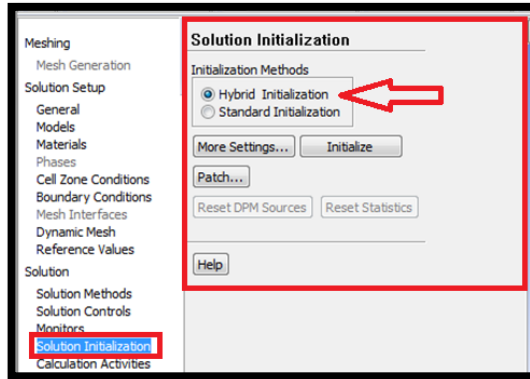 Meshing
Mesh Generation
Solution Setup
General
Models
Materials
Phases
Cell Zone Conditions
Boundary Conditions
Mesh Interfaces
Dynamic Mesh
Reference Values
Solution
Solution Methods
Solution Controls
Monitors
Solution Initialization
Calculation Activities
Solution Initialization
Initialization Methods
Hybrid Initialization
Standard Initialization
More Settings... Initialize
Patch...
Reset DPM Sources Reset Statistics
Help